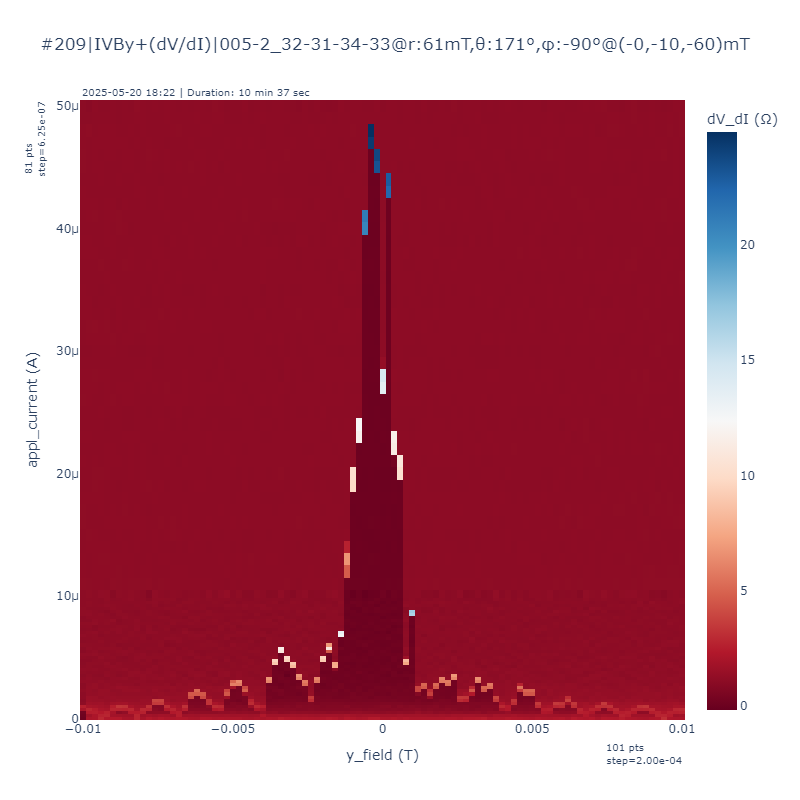 #209|IVBy+(dV/dI)|005-2_32-31-34-33@r:61mT,θ:171°,φ:-90°@(-0,-10,-60)mT
2025-05-20 18:22 | Duration: 10 min 37 sec
81 pts
step=6.25e-07
50μ
40μ
30μ
20μ
10μ
0
appl_current (A)
−0.01
−0.005
0
0.005
0.01
y_field (T)
101 pts
step=2.00e-04
dV_dI (Ω)
20
15
10
5
0